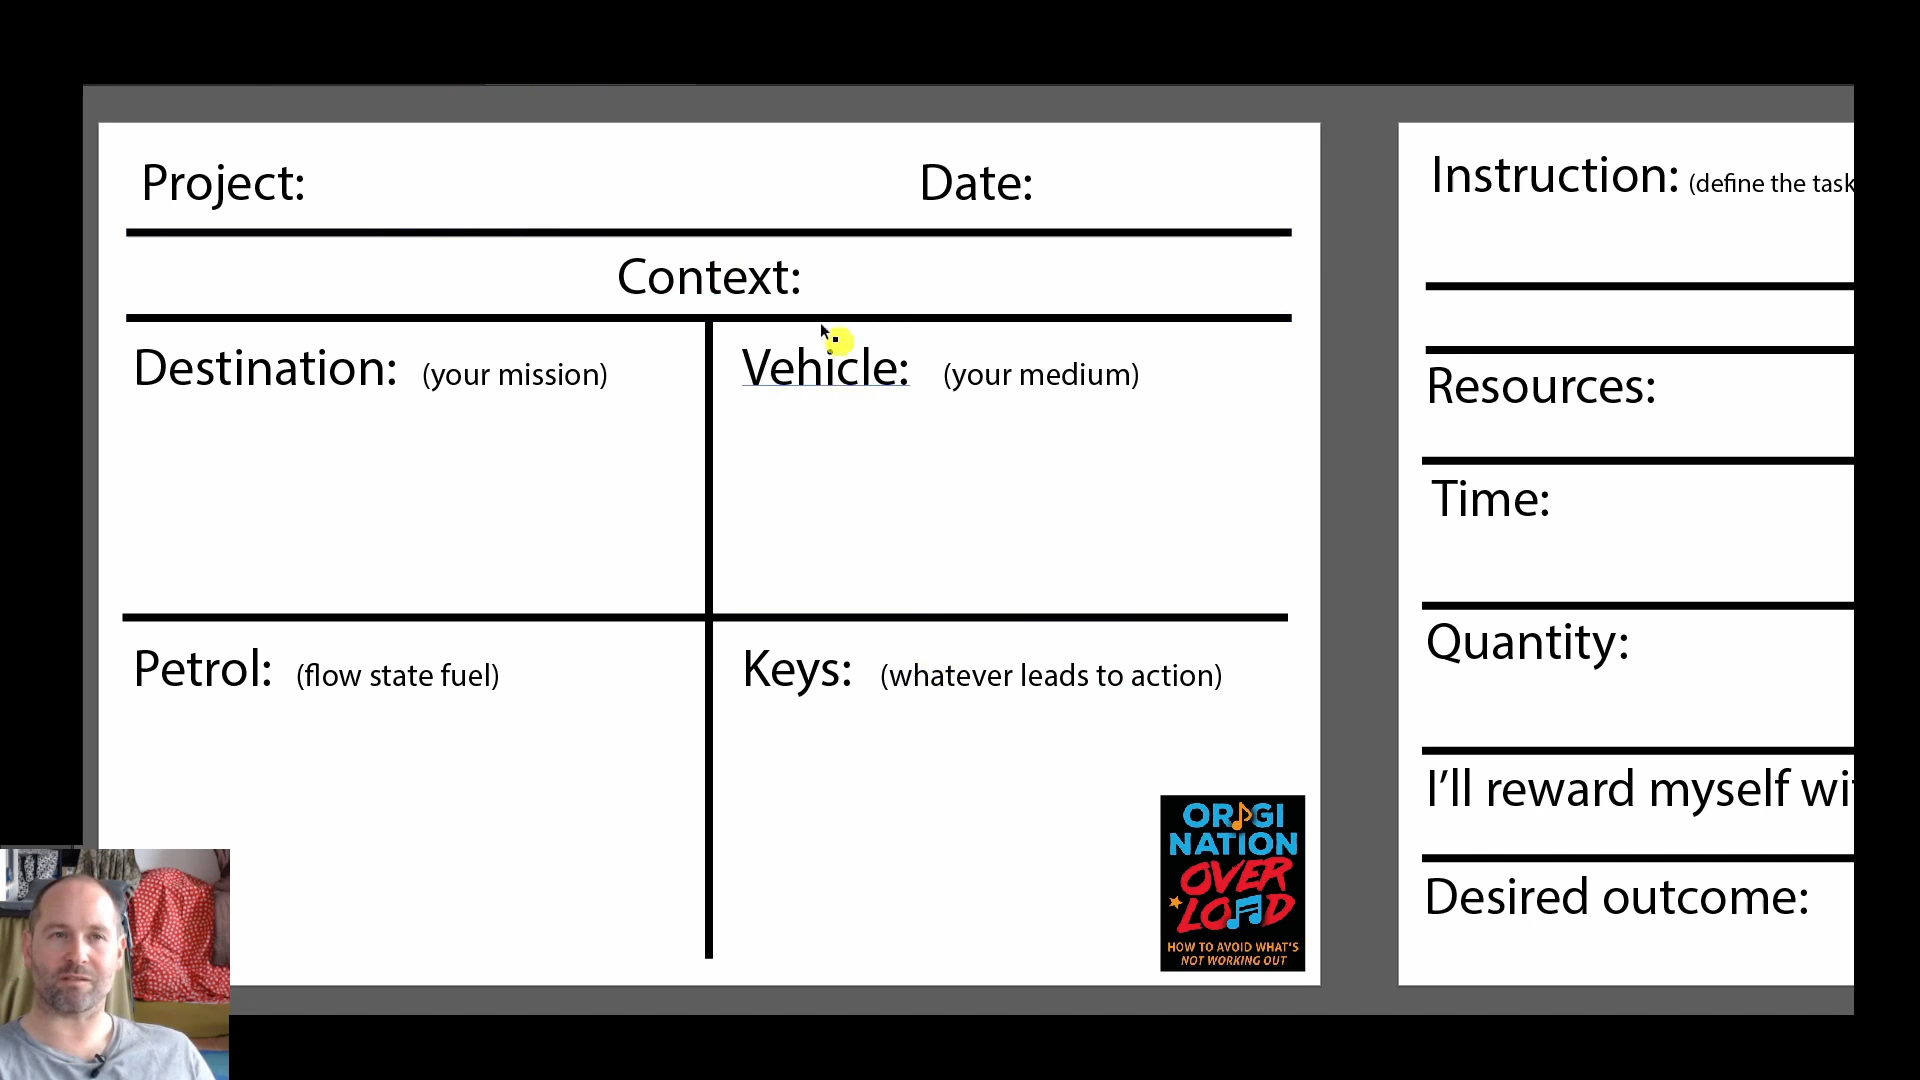 Project:
Date:
Context:
Destination: (your mission)
Vehicle: (your medium)
Petrol: (flow state fuel)
Keys: (whatever leads to action)
ORIGI
NATION
OVER
LOAD
HOW TO AVOID WHAT'S
NOT WORKING OUT
Instruction: (define the task
Resources:
Time:
Quantity:
I'll reward myself wi
Desired outcome: